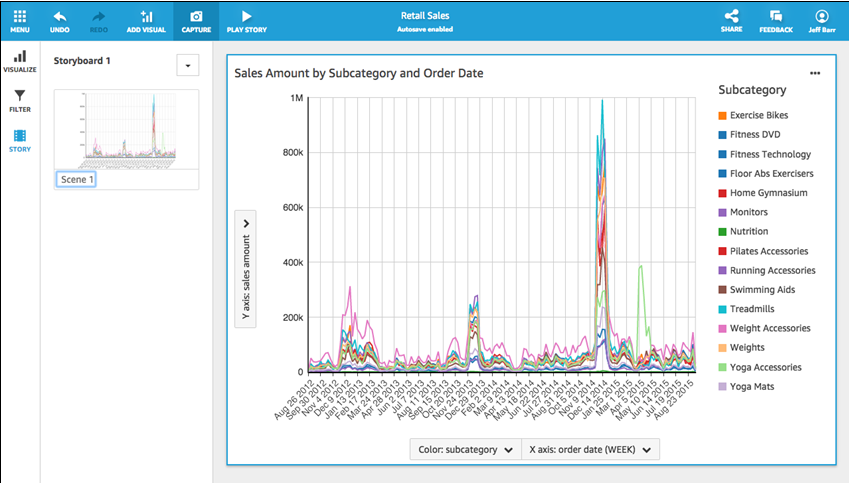 MENU
UNDO
REDO
ADD VISUAL
CAPTURE
PLAY STORY
Retail Sales
Autosave enabled
SHARE
FEEDBACK
Jeff Barr
VISUALIZE
FILTER
STORY
Storyboard 1
Scene 1
Sales Amount by Subcategory and Order Date
1M
800k
600k
400k
200k
0
Y axis: sales amount
Aug 26 2012
Sep 30 2012
Nov 4 2012
Dec 9 2012
Jan 13 2013
Feb 17 2013
Mar 24 2013
Apr 28 2013
Jun 2 2013
Jul 7 2013
Aug 11 2013
Sep 15 2013
Oct 20 2013
Nov 24 2013
Dec 29 2013
Feb 2 2014
Mar 9 2014
Apr 13 2014
May 18 2014
Jun 22 2014
Jul 27 2014
Aug 31 2014
Oct 5 2014
Nov 9 2014
Dec 14 2014
Jan 25 2015
Mar 1 2015
Apr 5 2015
May 10 2015
Jun 14 2015
Jul 19 2015
Aug 23 2015
Color: subcategory
X axis: order date (WEEK)
Subcategory
Exercise Bikes
Fitness DVD
Fitness Technology
Floor Abs Exercisers
Home Gymnasium
Monitors
Nutrition
Pilates Accessories
Running Accessories
Swimming Aids
Treadmills
Weight Accessories
Weights
Yoga Accessories
Yoga Mats